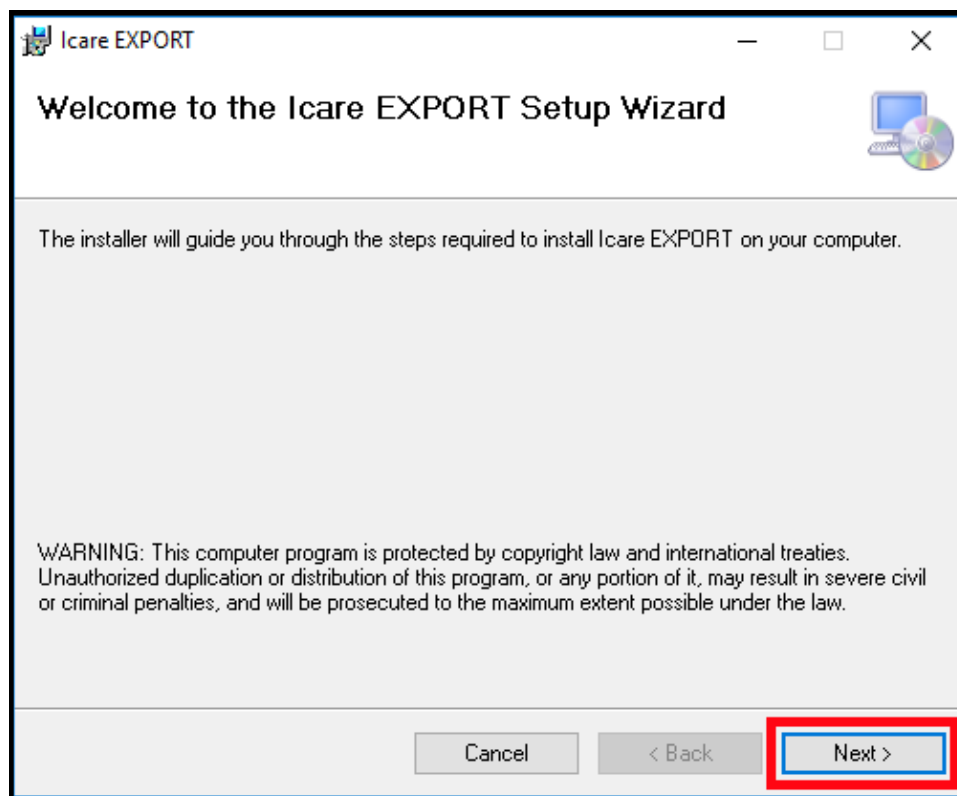 Icare EXPORT
Welcome to the Icare EXPORT Setup Wizard
The installer will guide you through the steps required to install Icare EXPORT on your computer.
WARNING: This computer program is protected by copyright law and international treaties.
Unauthorized duplication or distribution of this program, or any portion of it, may result in severe civil
or criminal penalties, and will be prosecuted to the maximum extent possible under the law.
Cancel
< Back
Next >